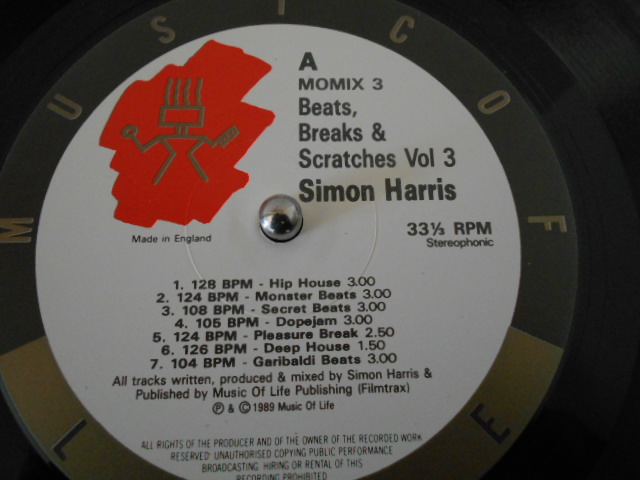 MUSIC OF LIFE
A
MOMIX 3
Beats,
Breaks &
Scratches Vol 3
Simon Harris
Made in England
33⅓ RPM
Stereophonic
1. 128 BPM - Hip House 3.00
2. 124 BPM - Monster Beats 3.00
3. 108 BPM - Secret Beats 3.00
4. 105 BPM - Dopejam 3.00
5. 124 BPM - Pleasure Break 2.50
6. 126 BPM - Deep House 1.50
7. 104 BPM - Garibaldi Beats 3.00
All tracks written, produced & mixed by Simon Harris &
Published by Music Of Life Publishing (Filmtrax)
℗ & © 1989 Music Of Life
ALL RIGHTS OF THE PRODUCER AND OF THE OWNER OF THE RECORDED WORK
RESERVED UNAUTHORISED COPYING PUBLIC PERFORMANCE
BROADCASTING HIRING OR RENTAL OF THIS
RECORDING PROHIBITED